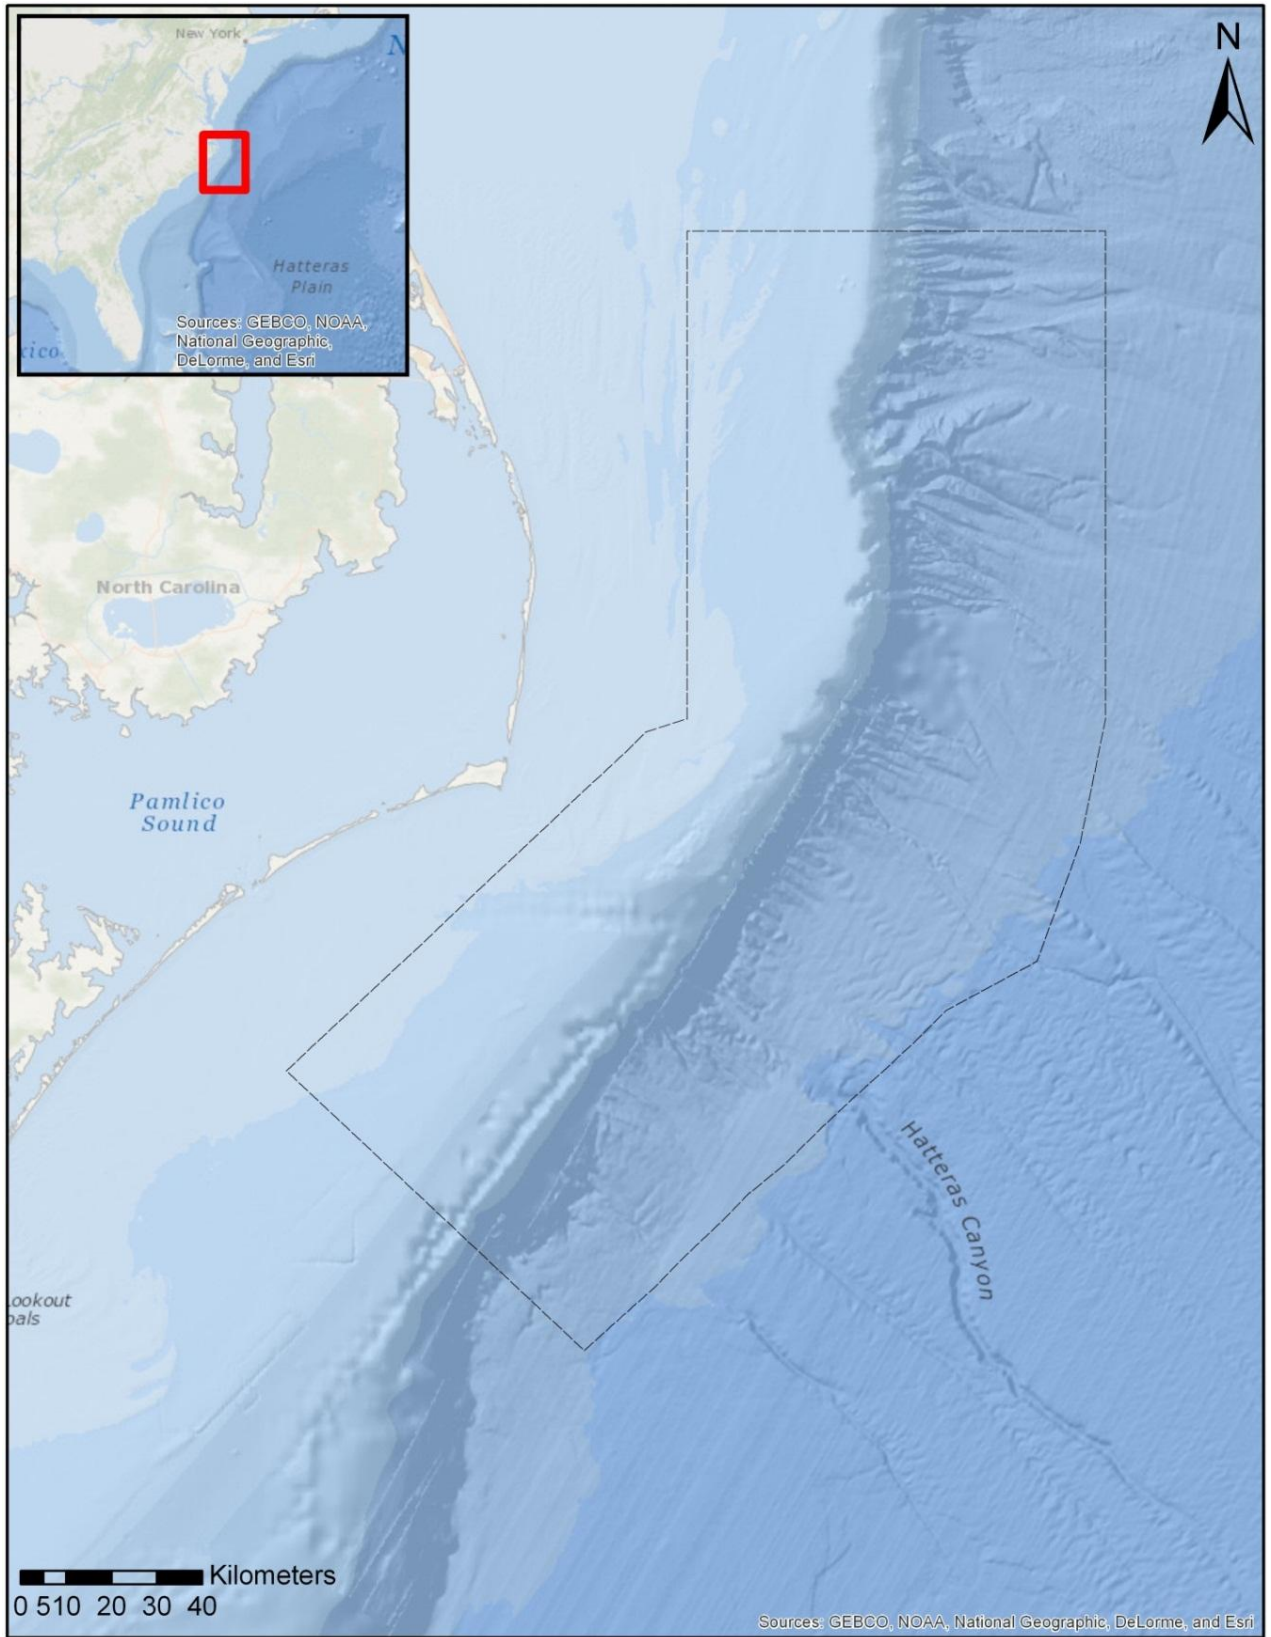 New York
N
Hatteras
Plain
Sources: GEBCO, NOAA,
National Geographic,
DeLorme, and Esri
xico
N
North Carolina
Pamlico
Sound
Hatteras Canyon
ookout
oals
Kilometers
0 510 20 30 40
Sources: GEBCO, NOAA, National Geographic, DeLorme, and Esri